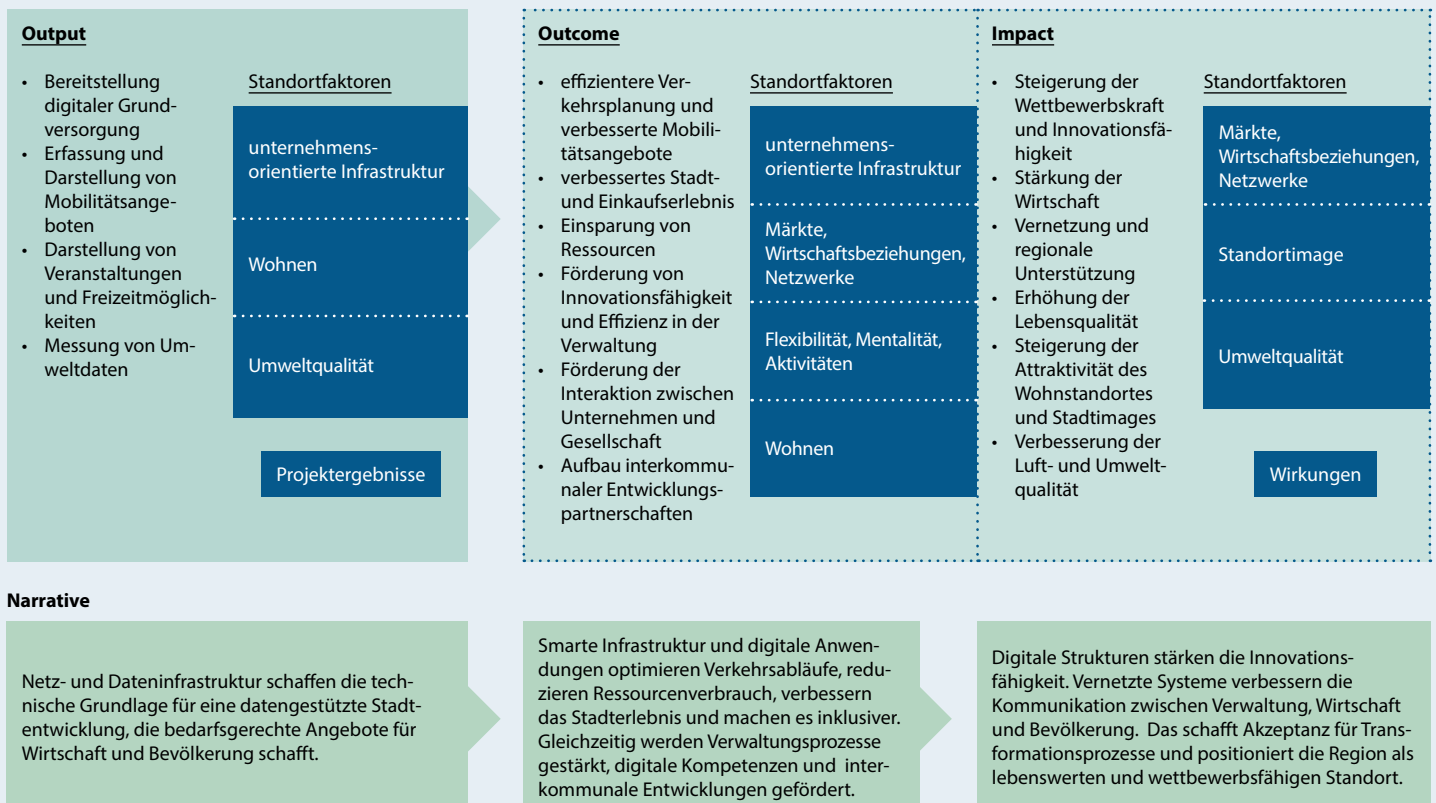 Output
• Bereitstellung
digitaler Grund-
versorgung
• Erfassung und
Darstellung von
Mobilitätsange-
boten
• Darstellung von
Veranstaltungen
und Freizeitmöglich-
keiten
• Messung von Um-
weltdaten
Standortfaktoren
unternehmens-
orientierte Infrastruktur
Wohnen
Umweltqualität
Projektergebnisse
Outcome
• effizientere Ver-
kehrsplanung und
verbesserte Mobili-
tätsangebote
• verbessertes Stadt-
und Einkaufserlebnis
• Einsparung von
Ressourcen
• Förderung von
Innovationsfähigkeit
und Effizienz in der
Verwaltung
• Förderung der
Interaktion zwischen
Unternehmen und
Gesellschaft
• Aufbau interkommu-
naler Entwicklungs-
partnerschaften
Standortfaktoren
unternehmens-
orientierte Infrastruktur
Märkte,
Wirtschaftsbeziehungen,
Netzwerke
Flexibilität, Mentalität,
Aktivitäten
Wohnen
Impact
• Steigerung der
Wettbewerbskraft
und Innovationsfä-
higkeit
• Stärkung der
Wirtschaft
• Vernetzung und
regionale
Unterstützung
• Erhöhung der
Lebensqualität
• Steigerung der
Attraktivität des
Wohnstandortes
und Stadtimages
• Verbesserung der
Luft- und Umwelt-
qualität
Standortfaktoren
Märkte,
Wirtschaftsbeziehungen,
Netzwerke
Standortimage
Umweltqualität
Wirkungen
Narrative
Netz- und Dateninfrastruktur schaffen die tech-
nische Grundlage für eine datengestützte Stadt-
entwicklung, die bedarfsgerechte Angebote für
Wirtschaft und Bevölkerung schafft.
Smarte Infrastruktur und digitale Anwen-
dungen optimieren Verkehrsabläufe, redu-
zieren Ressourcenverbrauch, verbessern
das Stadterlebnis und machen es inklusiver.
Gleichzeitig werden Verwaltungsprozesse
gestärkt, digitale Kompetenzen und inter-
kommunale Entwicklungen gefördert.
Digitale Strukturen stärken die Innovations-
fähigkeit. Vernetzte Systeme verbessern die
Kommunikation zwischen Verwaltung, Wirtschaft
und Bevölkerung. Das schafft Akzeptanz für Trans-
formationsprozesse und positioniert die Region als
lebenswerten und wettbewerbsfähigen Standort.